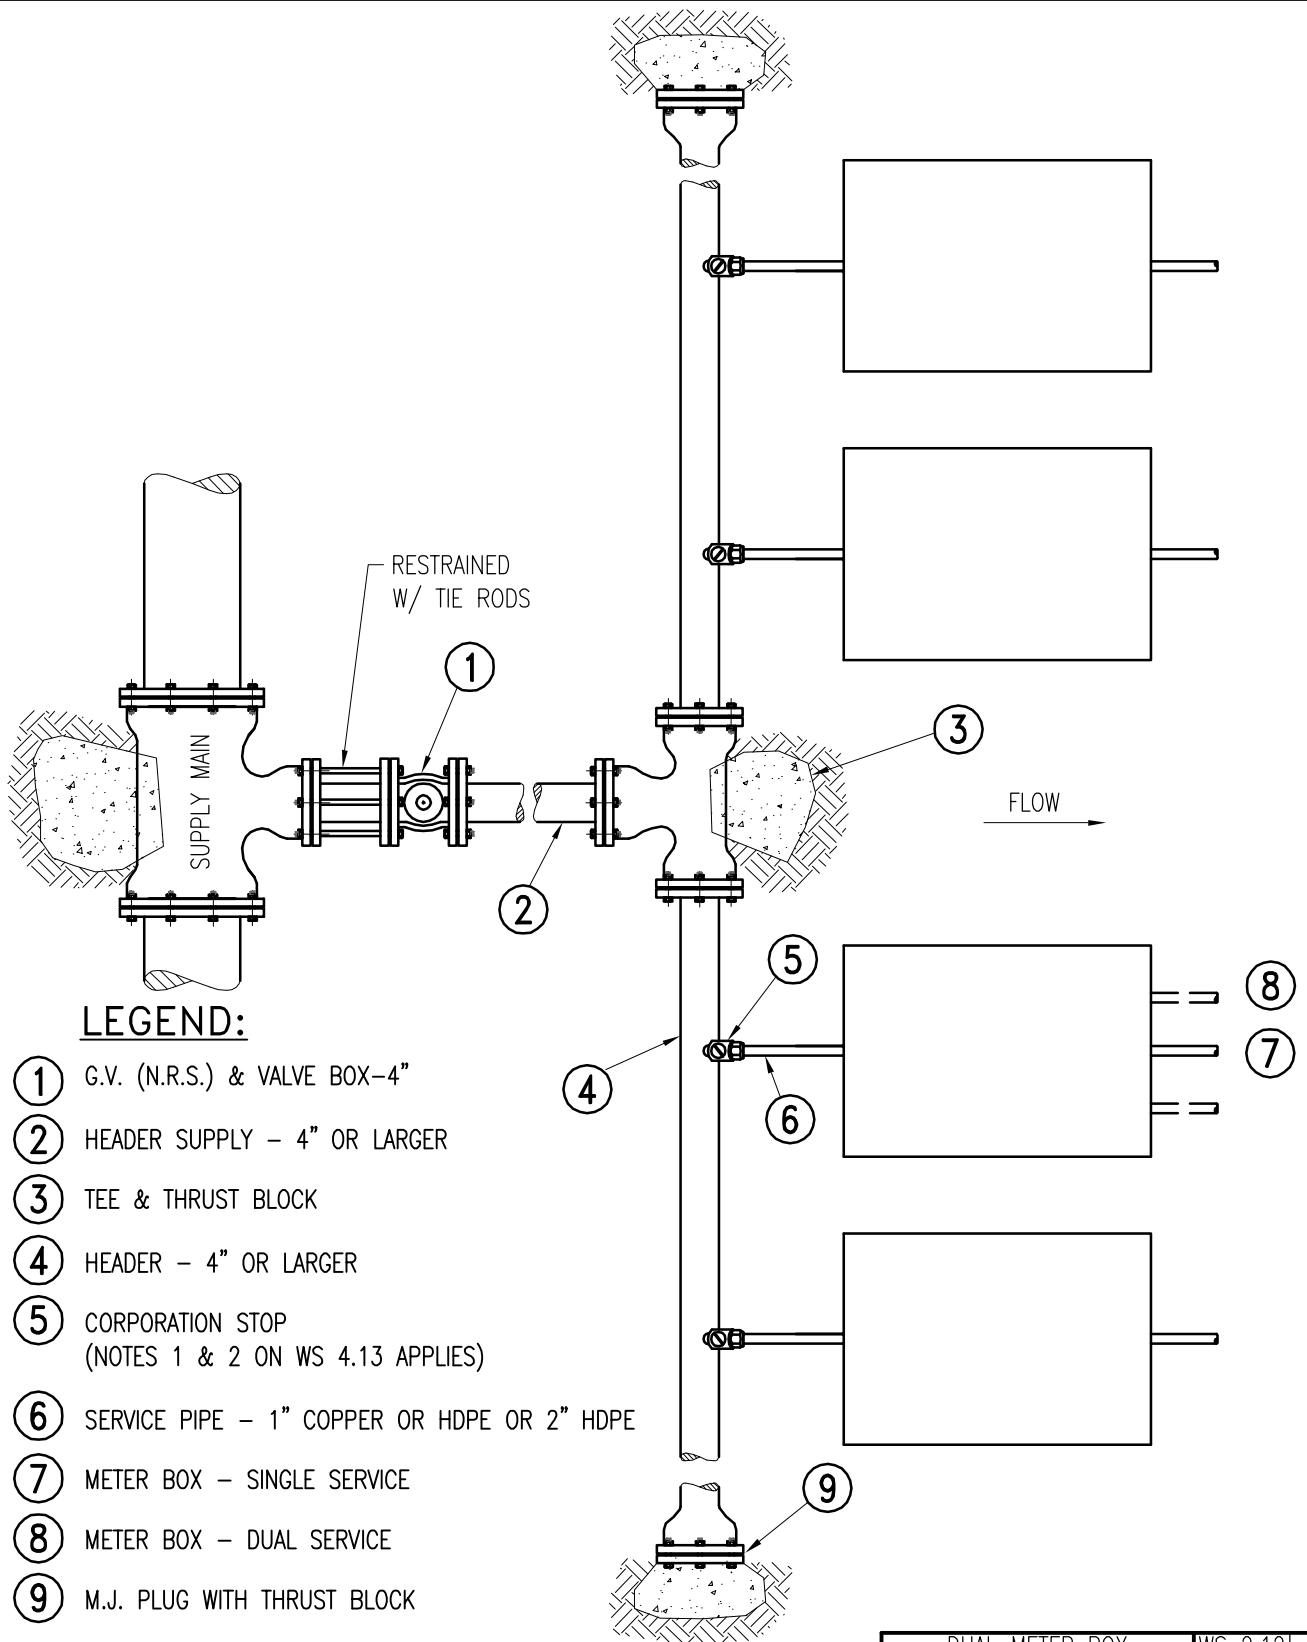 RESTRAINED
W/ TIE RODS
1
3
SUPPLY MAIN
FLOW
2
5
8
7
4
6
9
LEGEND:
1 G.V. (N.R.S.) & VALVE BOX-4"
2 HEADER SUPPLY - 4" OR LARGER
3 TEE & THRUST BLOCK
4 HEADER - 4" OR LARGER
5 CORPORATION STOP
(NOTES 1 & 2 ON WS 4.13 APPLIES)
6 SERVICE PIPE - 1" COPPER OR HDPE OR 2" HDPE
7 METER BOX - SINGLE SERVICE
8 METER BOX - DUAL SERVICE
9 M.J. PLUG WITH THRUST BLOCK
DUAL METER BOX